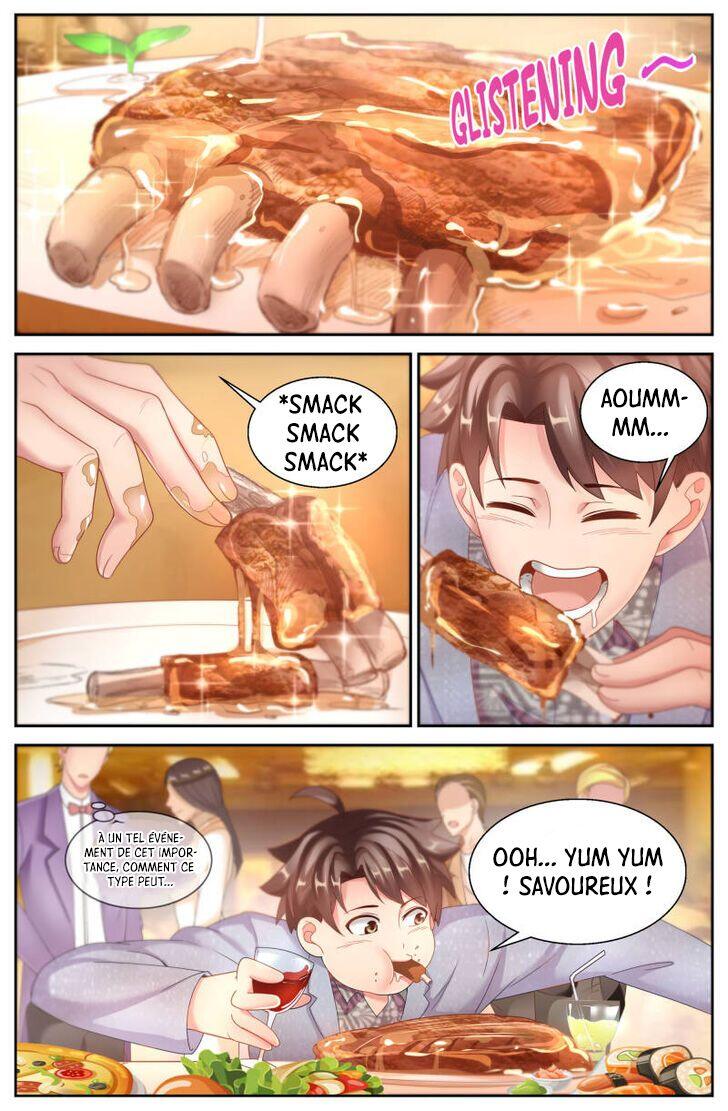 GLISTENING ~
*SMACK
SMACK
SMACK*
AOUMM-
MM...
À UN TEL ÉVÉNE-
MENT DE CET IMPOR-
TANCE, COMMENT CE
TYPE PEUT...
OOH... YUM YUM
! SAVOUREUX !